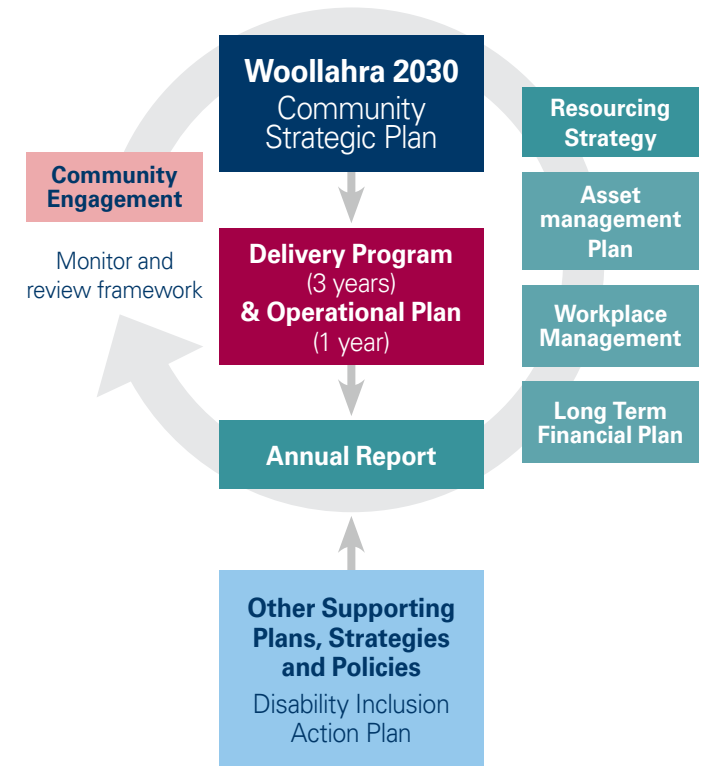 Woollahra 2030
Community
Strategic Plan
Resourcing
Strategy
Community
Engagement
Asset
management
Plan
Monitor and
review framework
Delivery Program
(3 years)
& Operational Plan
(1 year)
Workplace
Management
Long Term
Financial Plan
Annual Report
Other Supporting
Plans, Strategies
and Policies
Disability Inclusion
Action Plan